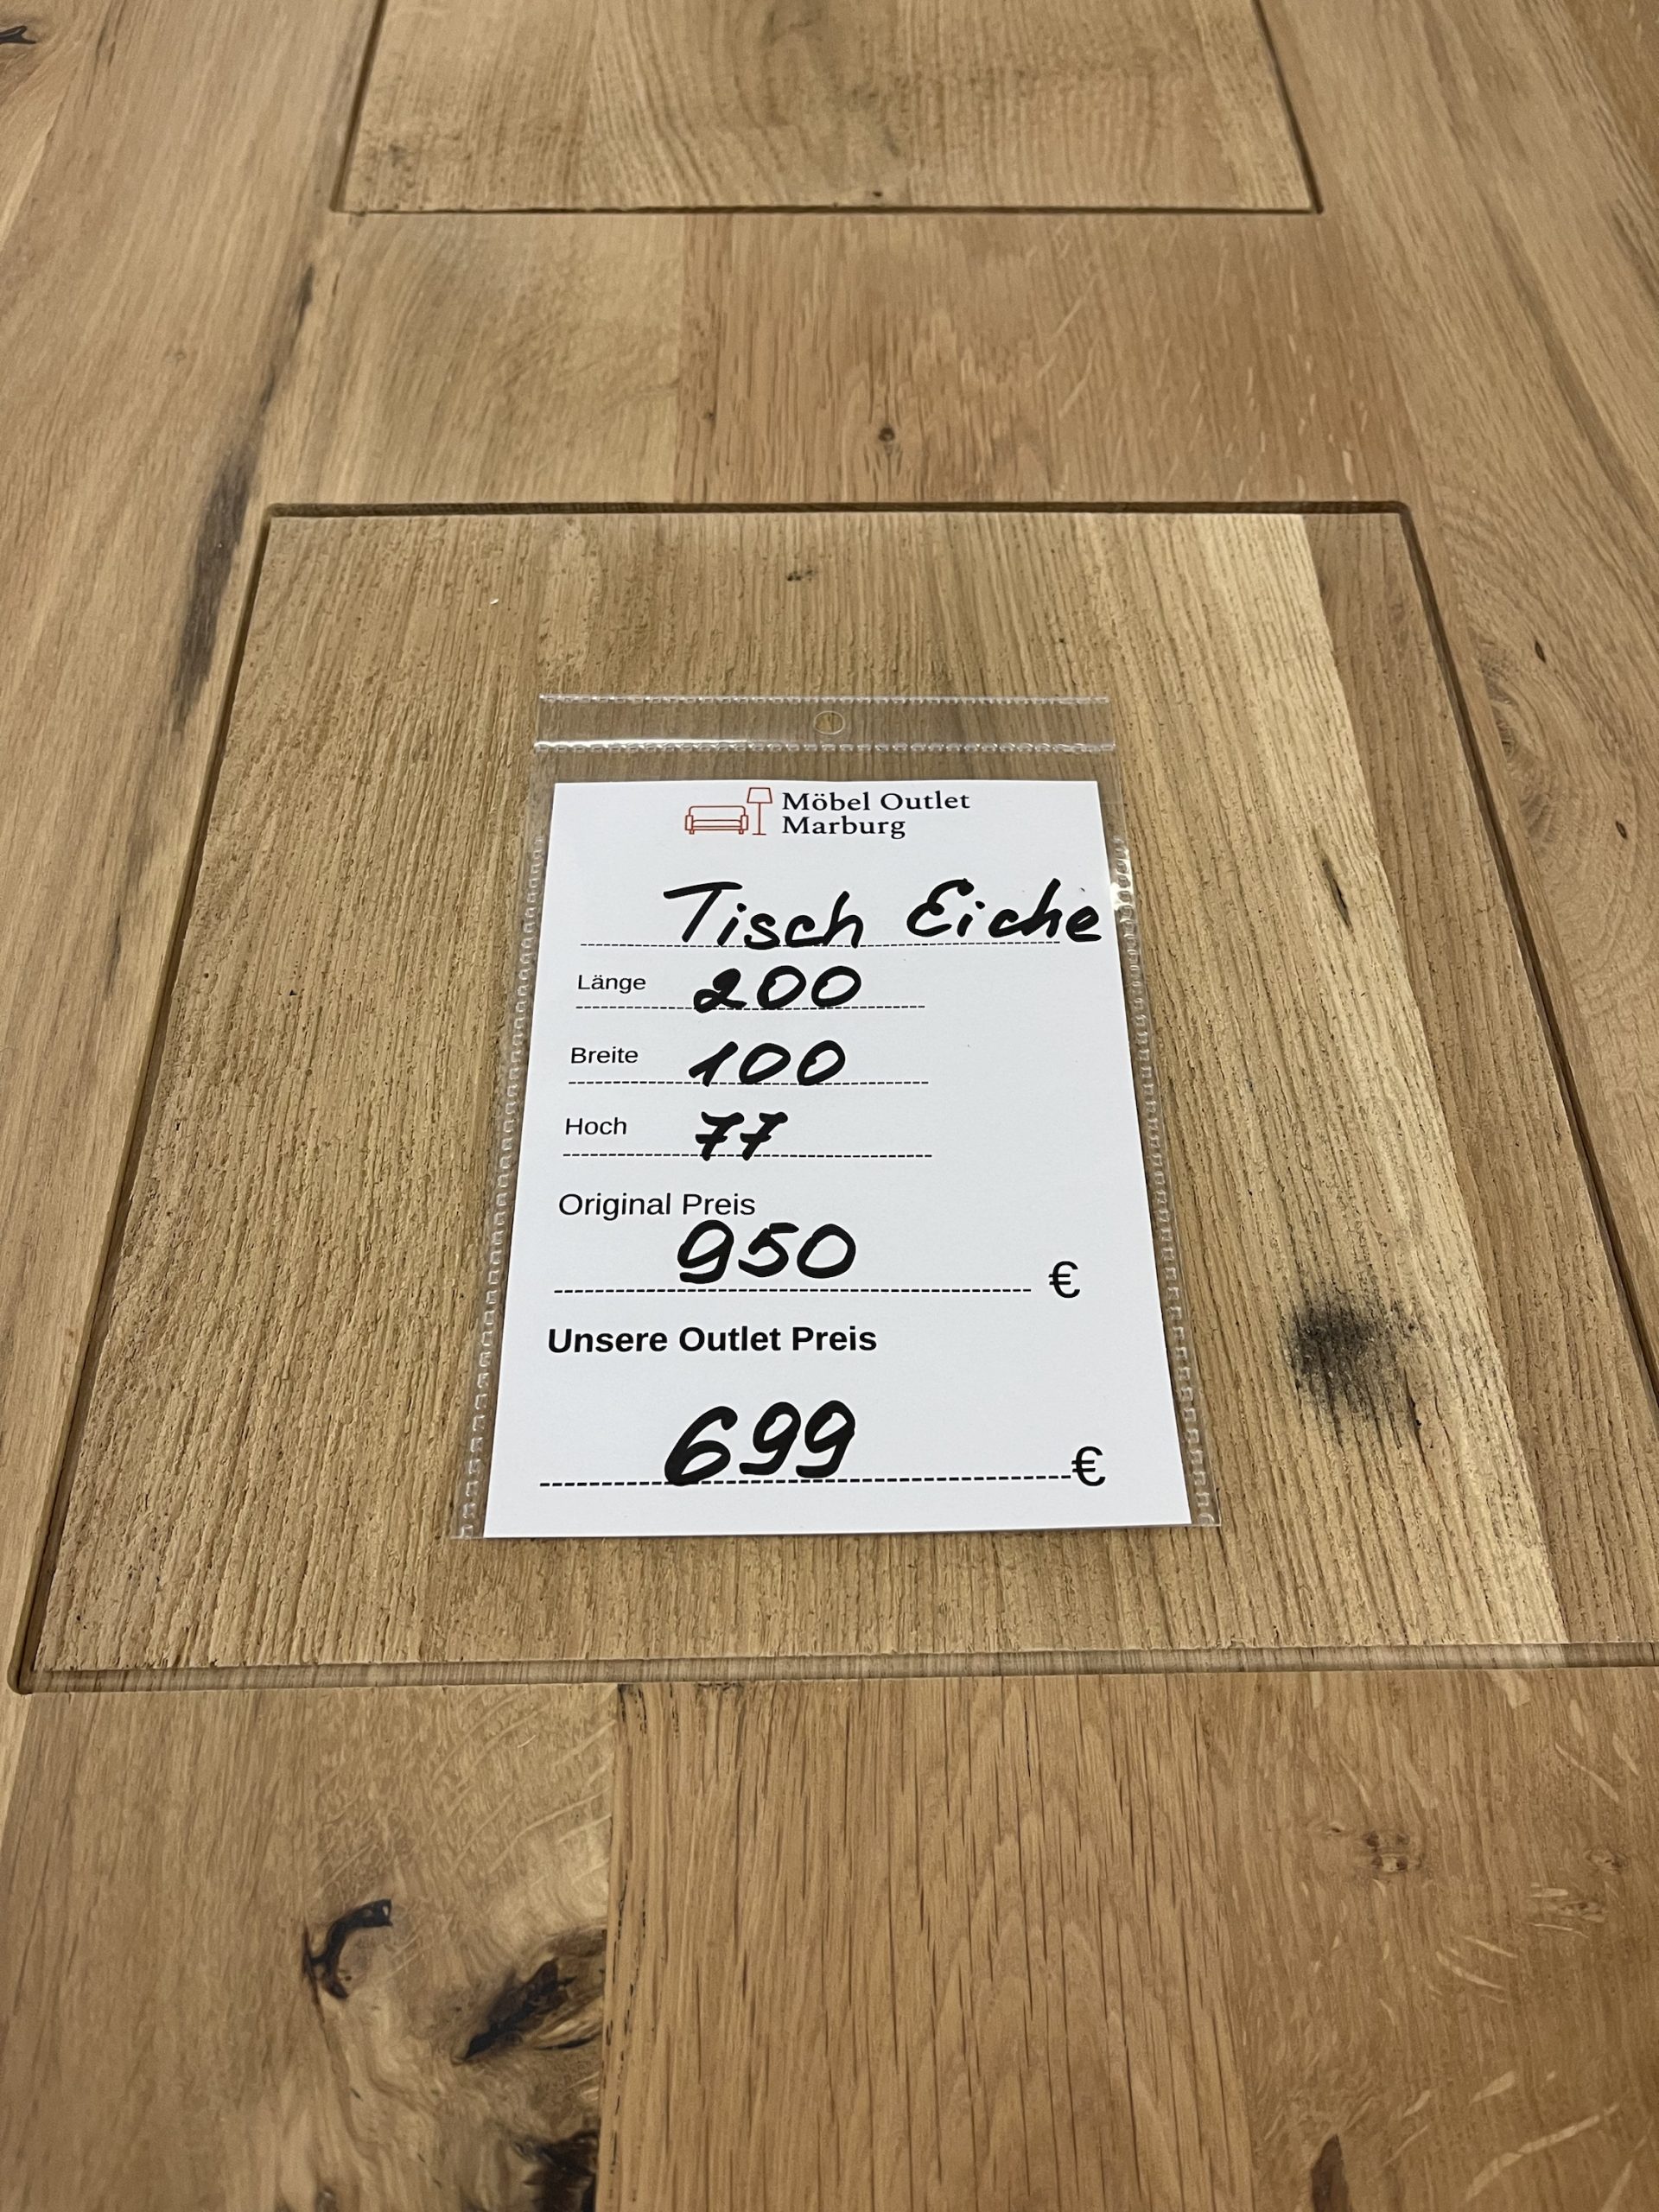 Möbel Outlet
Marburg
Tisch Eiche
Länge 200
Breite 100
Hoch 77
Original Preis
950 €
Unsere Outlet Preis
699 €